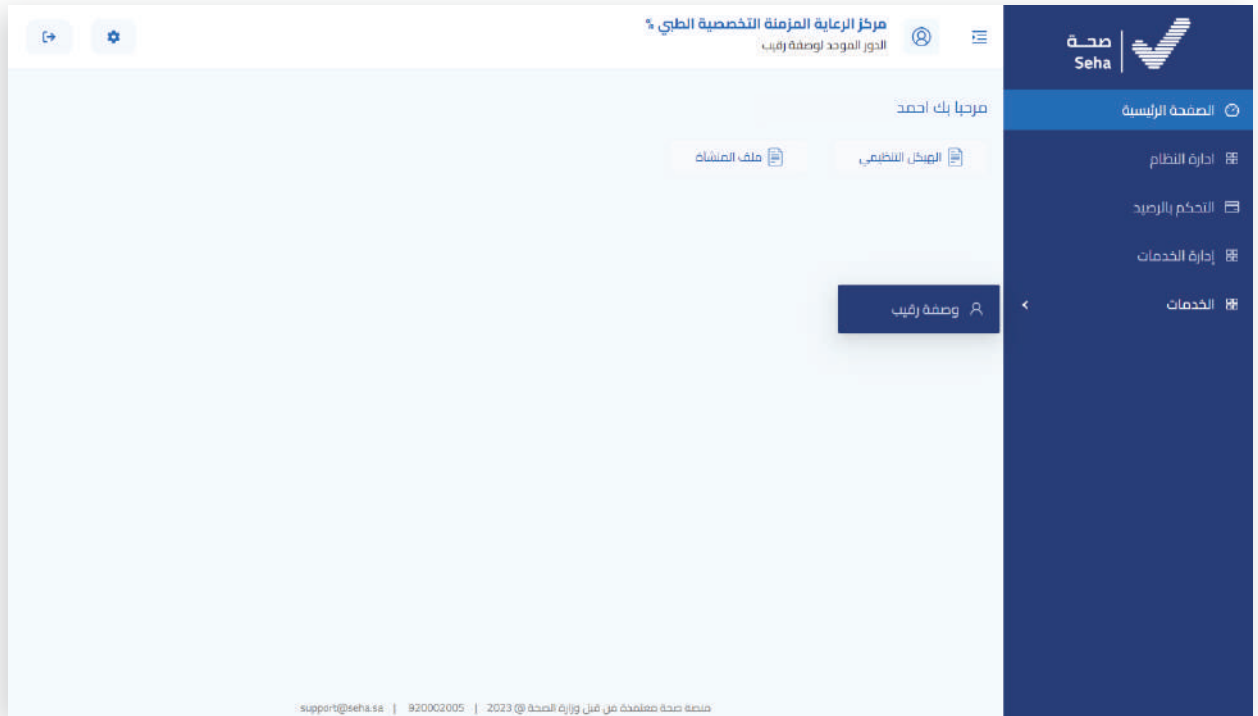 صحة
Seha
مركز الرعاية المزمنة التخصصية الطبي %
الدور الموحد لوصفة رقيب
الصفحة الرئيسية
ادارة النظام
التحكم بالرصيد
إدارة الخدمات
الخدمات
مرحبا بك احمد
الهيكل التنظيمي
ملف المنشاة
وصفة رقيب
منصة صحة معتمدة من قبل وزارة الصحة @ 2023 | 920002005 | support@seha.sa